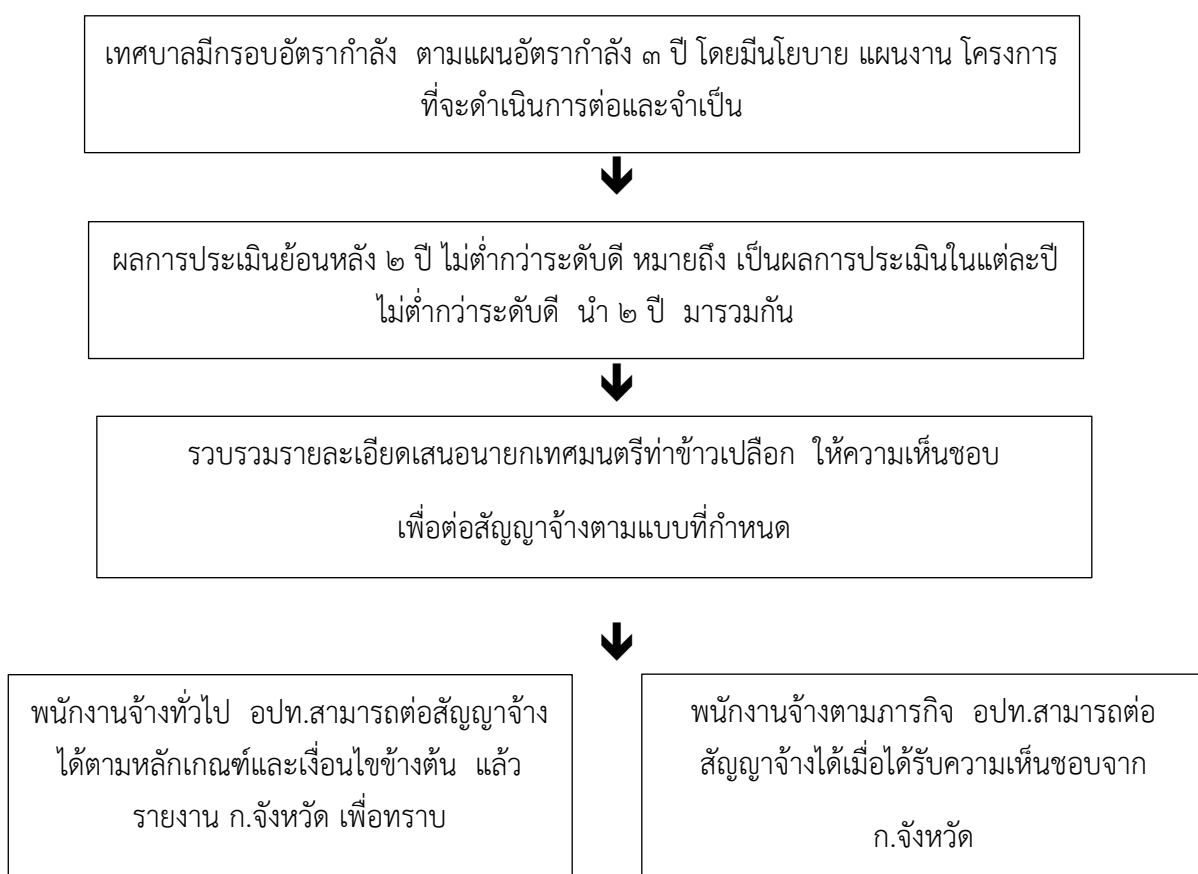 เทศบาลมีกรอบอัตรากำลัง ตามแผนอัตรากำลัง ๓ ปี โดยมีนโยบาย แผนงาน โครงการ
ที่จะดำเนินการต่อและจำเป็น
ผลการประเมินย้อนหลัง ๒ ปี ไม่ต่ำกว่าระดับดี หมายถึง เป็นผลการประเมินในแต่ละปี
ไม่ต่ำกว่าระดับดี นำ ๒ ปี มารวมกัน
รวบรวมรายละเอียดเสนอนายกเทศมนตรีท่าข้าวเปลือก ให้ความเห็นชอบ
เพื่อต่อสัญญาจ้างตามแบบที่กำหนด
พนักงานจ้างทั่วไป อปท.สามารถต่อสัญญาจ้าง
ได้ตามหลักเกณฑ์และเงื่อนไขข้างต้น แล้ว
รายงาน ก.จังหวัด เพื่อทราบ
พนักงานจ้างตามภารกิจ อปท.สามารถต่อ
สัญญาจ้างได้เมื่อได้รับความเห็นชอบจาก
ก.จังหวัด